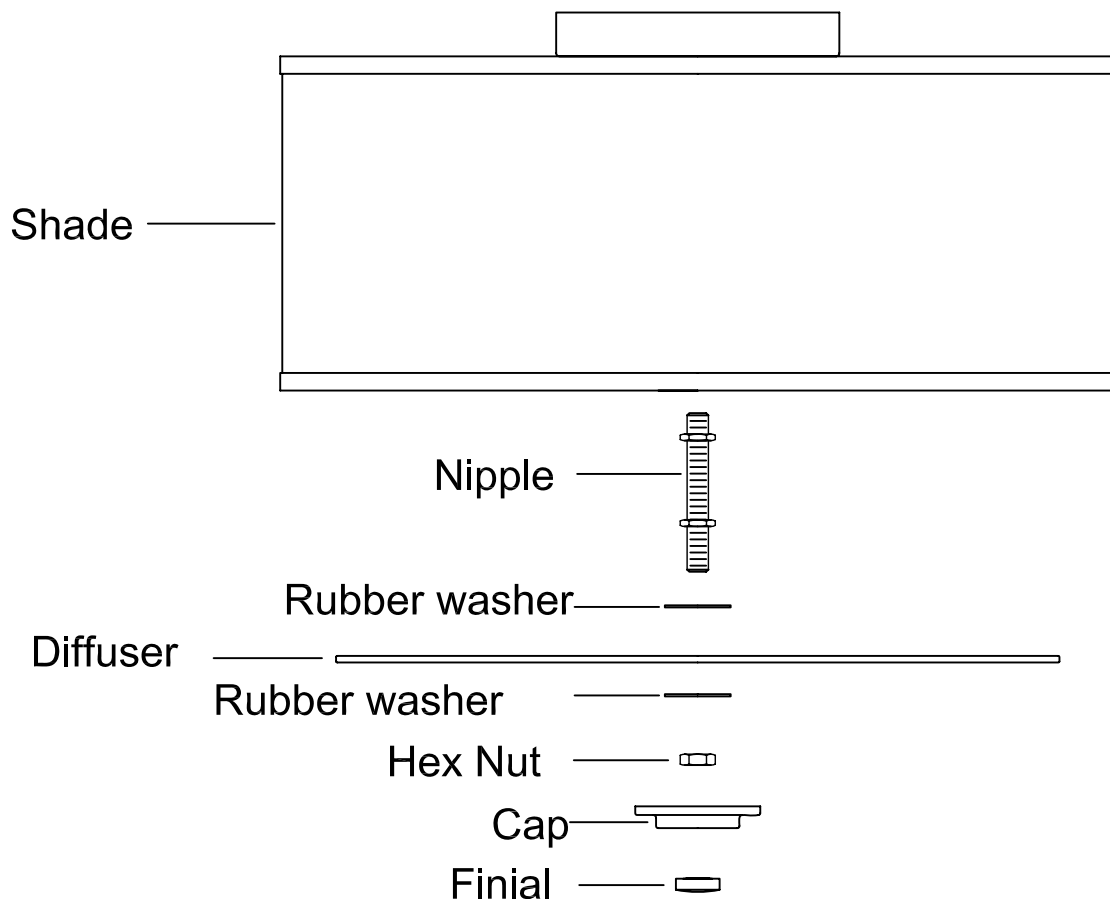 Shade
Nipple
Rubber washer
Diffuser
Rubber washer
Hex Nut
Cap
Finial